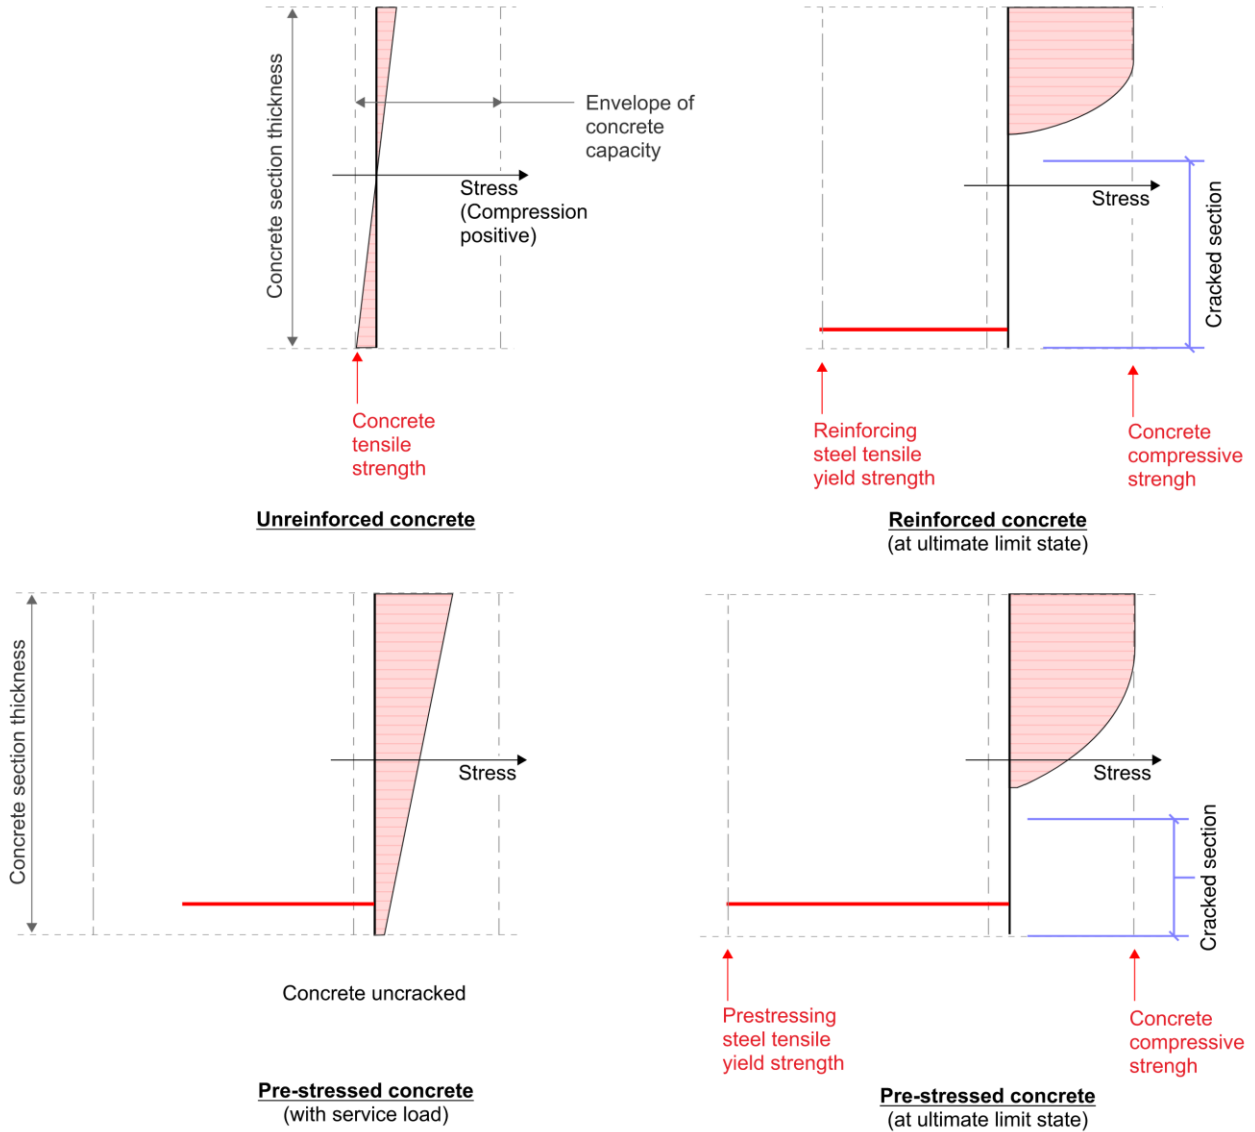 Concrete section thickness
Envelope of
concrete
capacity
Stress
(Compression
positive)
Concrete
tensile
strength
Unreinforced concrete
Stress
Cracked section
Reinforcing
steel tensile
yield strength
Concrete
compressive
strengh
Reinforced concrete
(at ultimate limit state)
Concrete section thickness
Stress
Concrete uncracked
Pre-stressed concrete
(with service load)
Stress
Cracked section
Prestressing
steel tensile
yield strength
Concrete
compressive
strengh
Pre-stressed concrete
(at ultimate limit state)